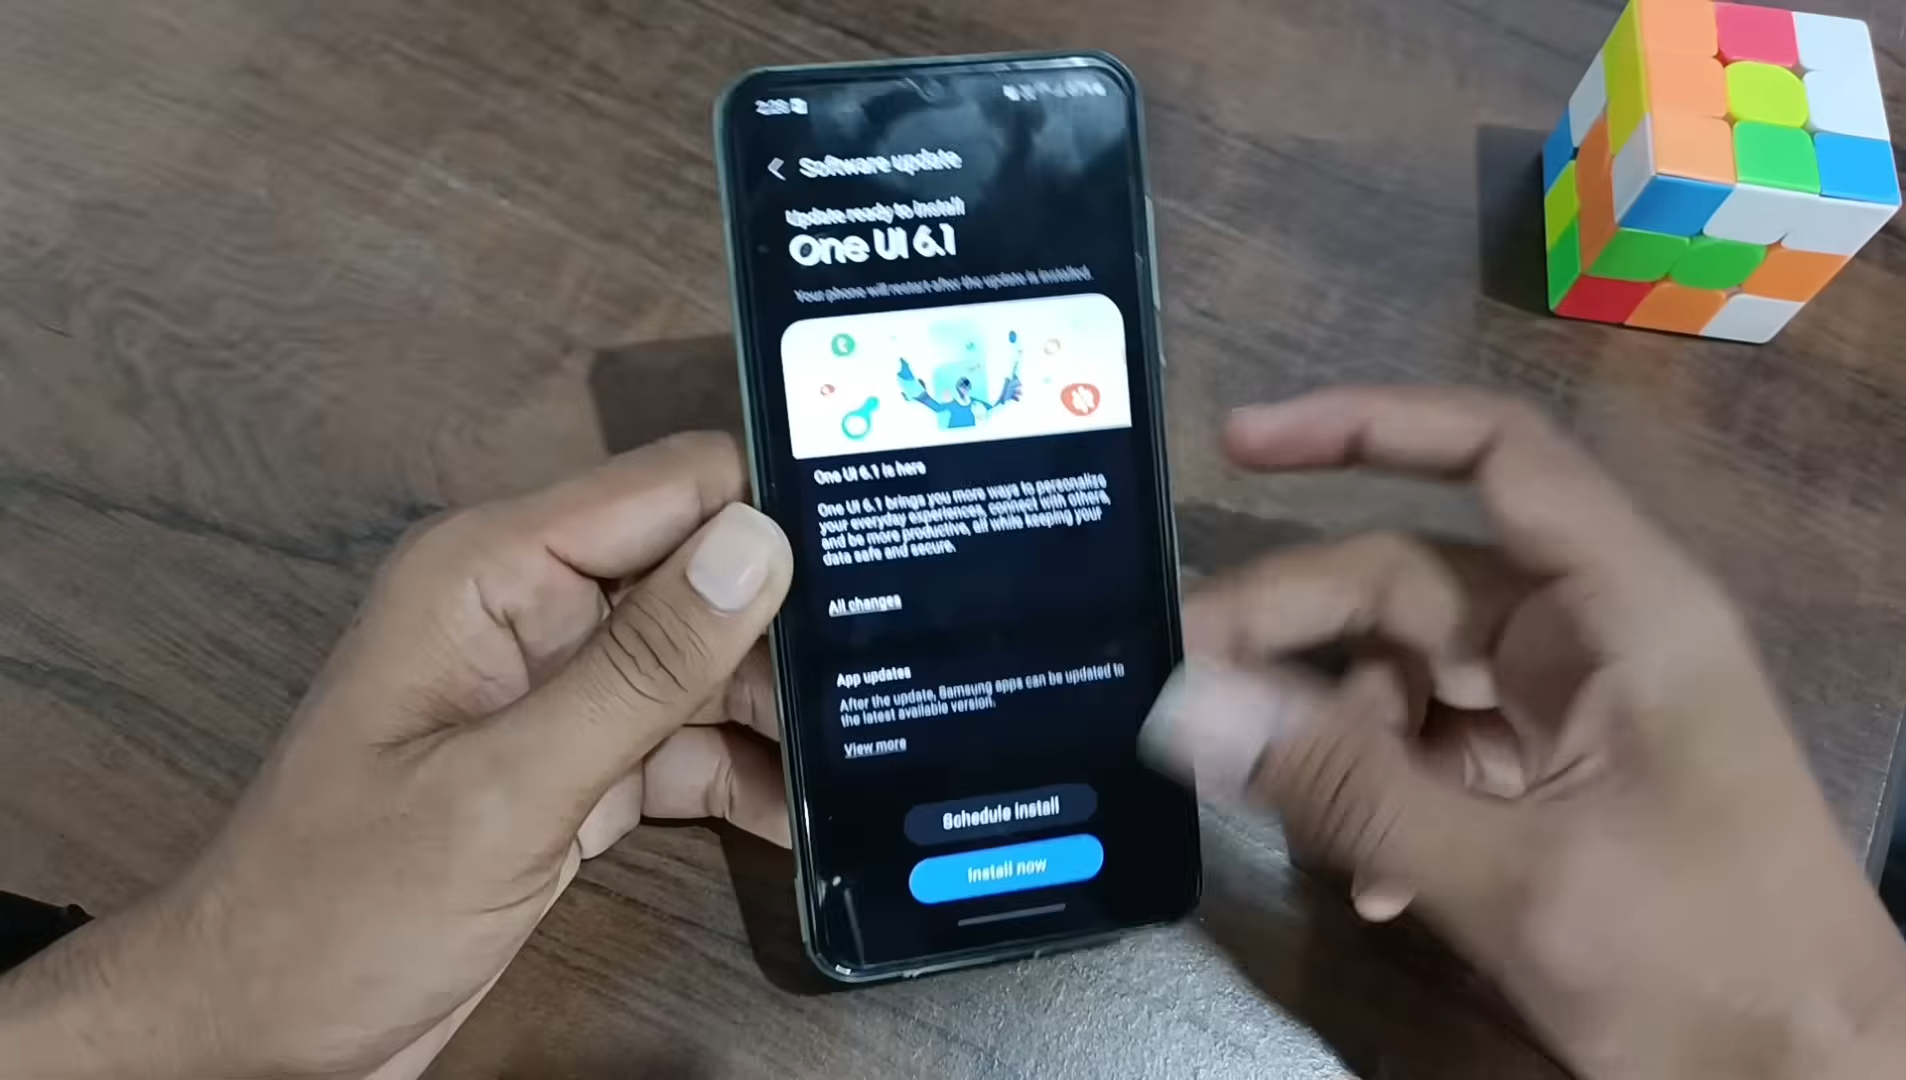 Software update
Update ready to install
One UI 6.1
Your phone will restart after the update is installed.
One UI 6.1 is here
One UI 6.1 brings you more ways to personalize
your everyday experiences, connect with others,
and be more productive, all while keeping your
data safe and secure.
All changes
App updates
After the update, Samsung apps can be updated to
the latest available version.
View more
Schedule install
Install now